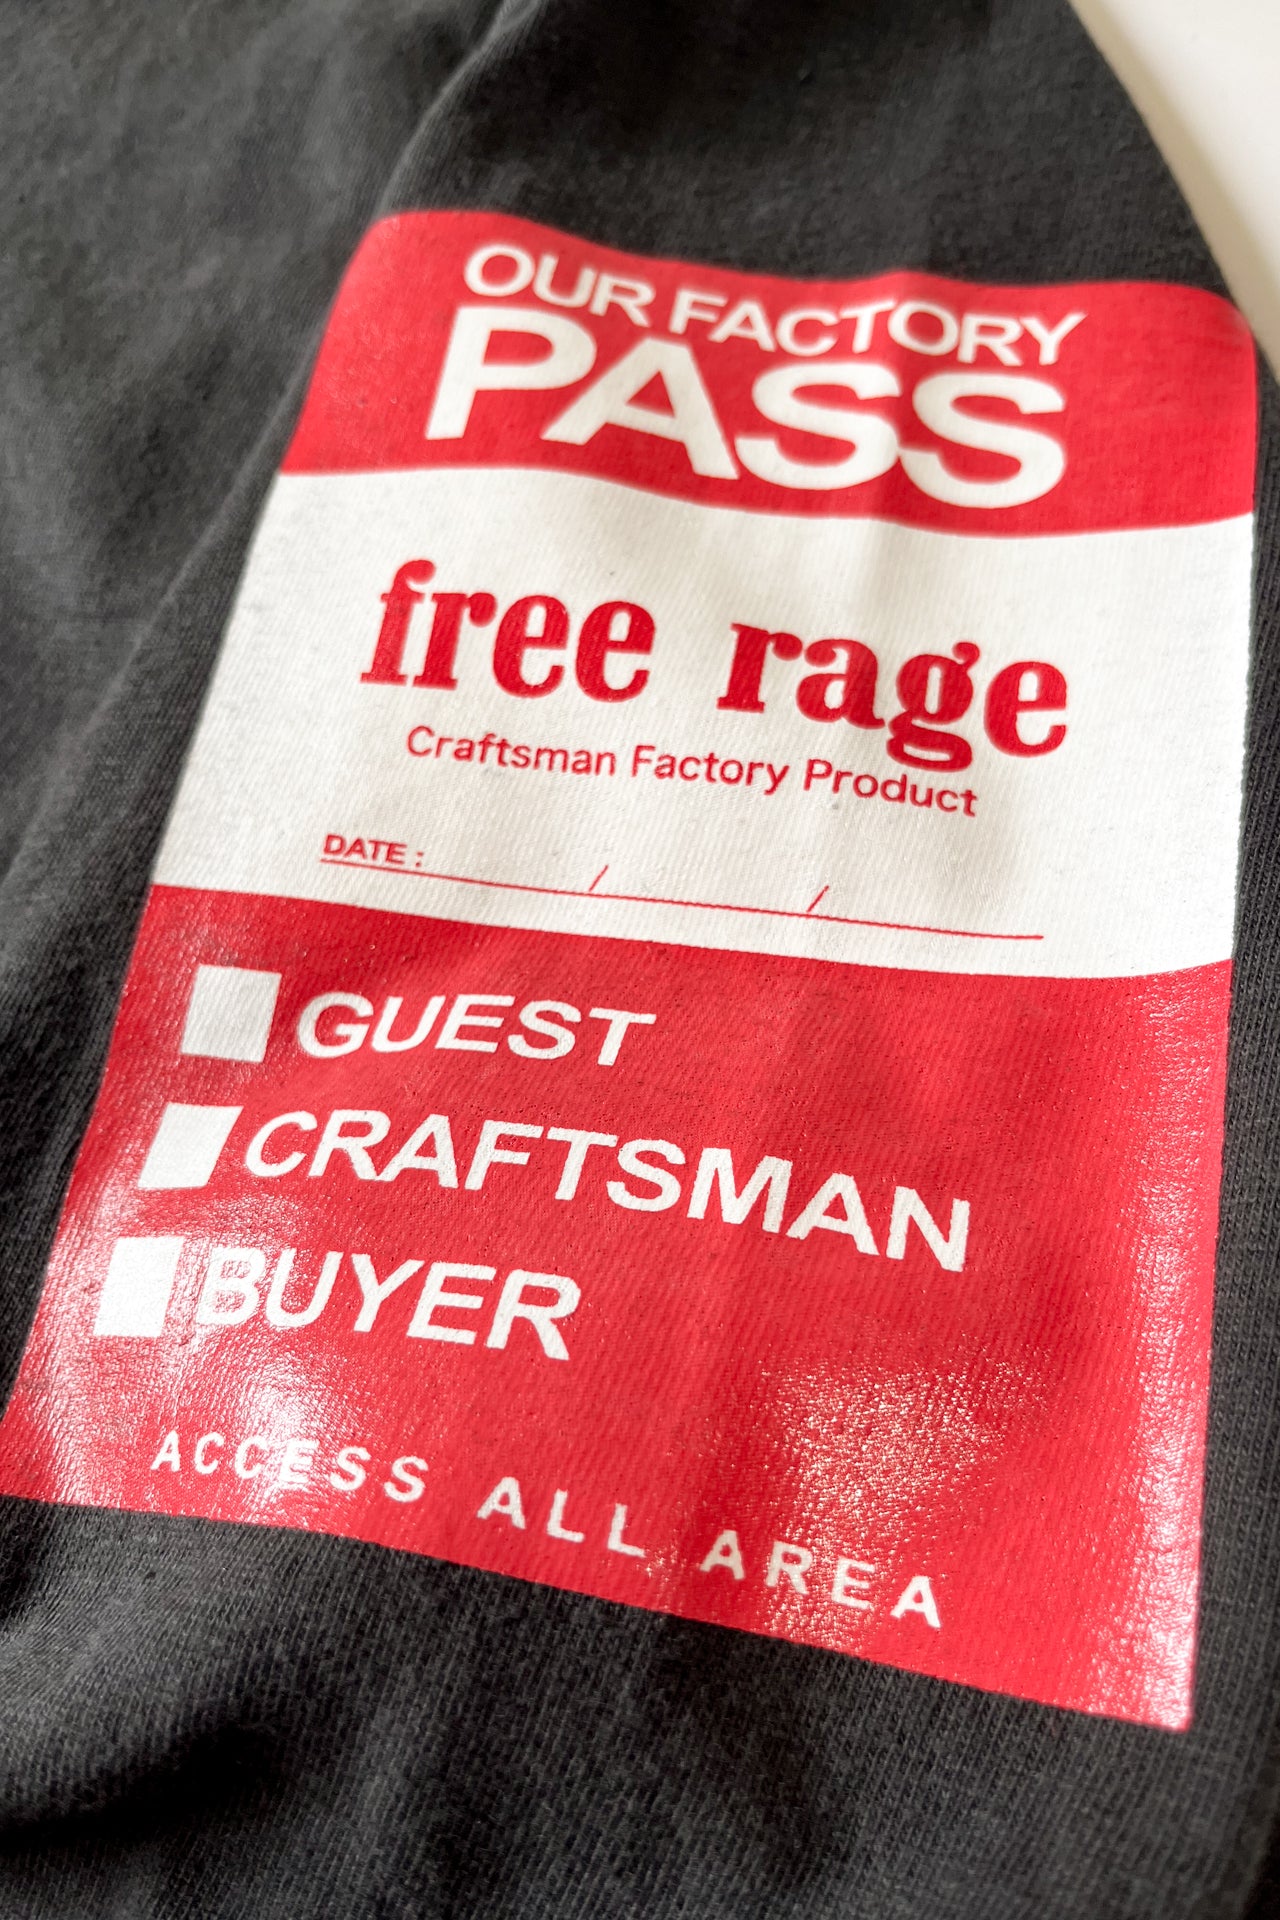 OUR FACTORY
PASS
free rage
Craftsman Factory Product
DATE : / /
GUEST
CRAFTSMAN
BUYER
ACCESS ALL AREA